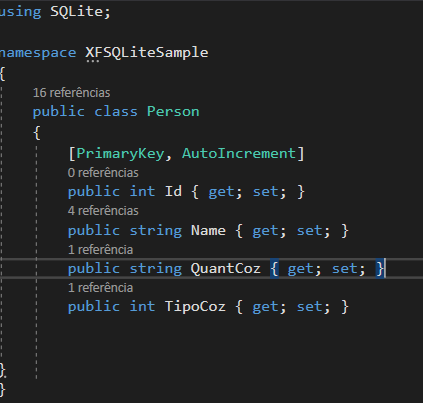 using SQLite;
namespace XFSQLiteSample
{
16 referências
public class Person
{
[PrimaryKey, AutoIncrement]
0 referências
public int Id { get; set; }
4 referências
public string Name { get; set; }
1 referência
public string QuantCoz { get; set; }
1 referência
public int TipoCoz { get; set; }
}
}